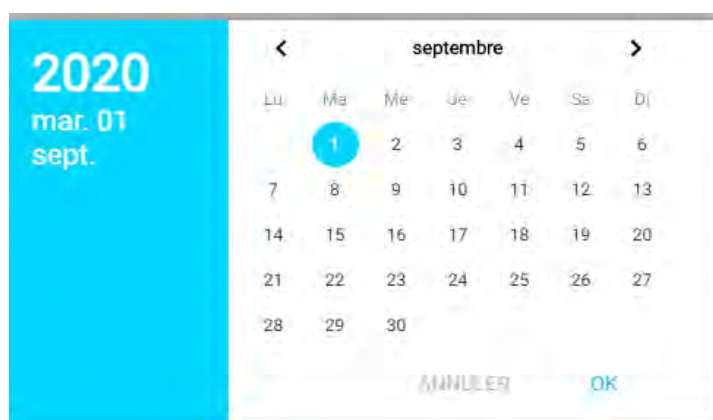 2020
mar. 01
sept.
septembre
Lu Ma Me Je Ve Sa Di
1 2 3 4 5 6
7 8 9 10 11 12 13
14 15 16 17 18 19 20
21 22 23 24 25 26 27
28 29 30
ANNULER OK